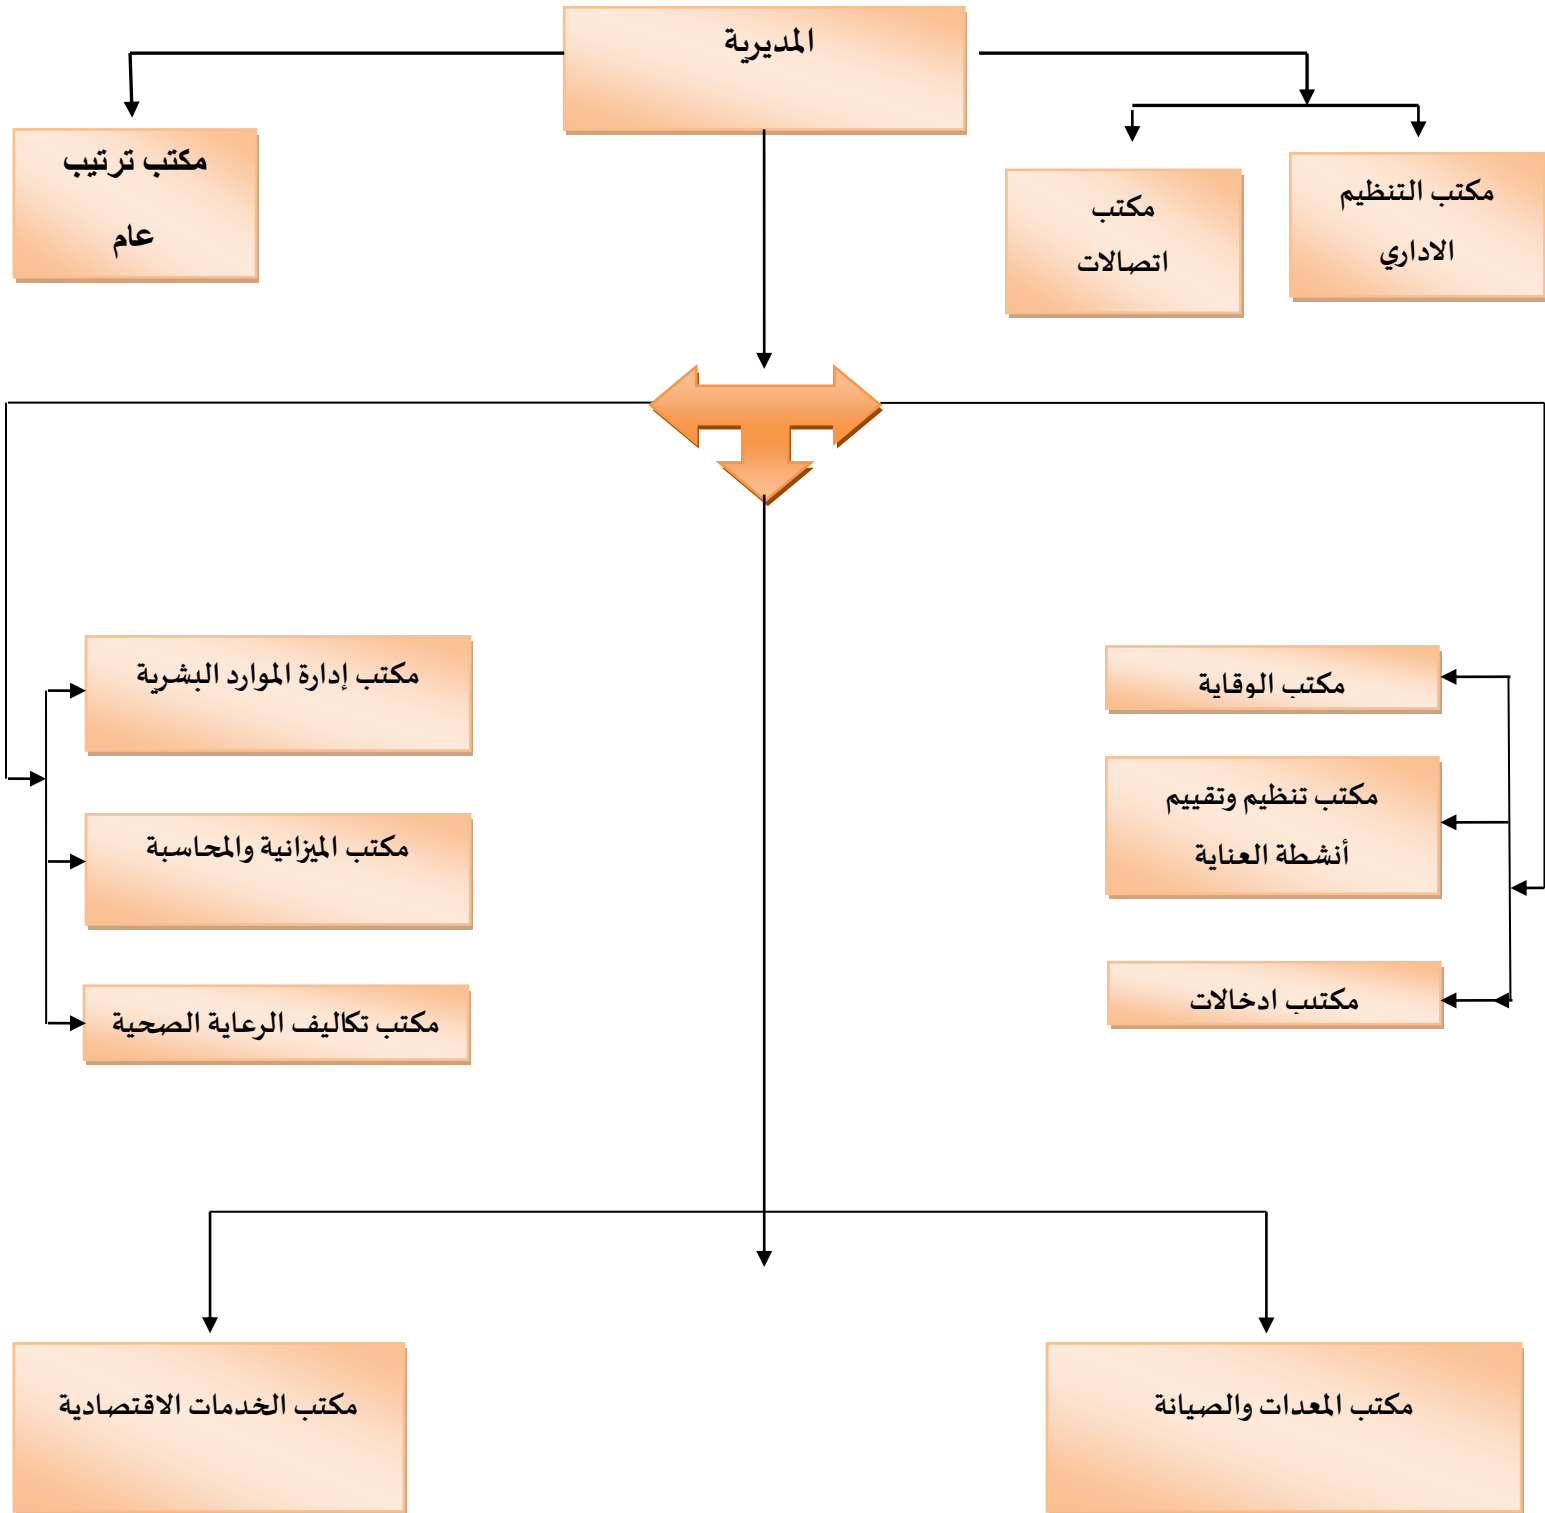 المديرية
مكتب التنظيم
الاداري
مكتب
اتصالات
مكتب ترتيب
عام
مكتب الوقاية
مكتب تنظيم وتقييم
أنشطة العناية
مكتب ادخالات
مكتب إدارة الموارد البشرية
مكتب الميزانية والمحاسبة
مكتب تكاليف الرعاية الصحية
مكتب المعدات والصيانة
مكتب الخدمات الاقتصادية